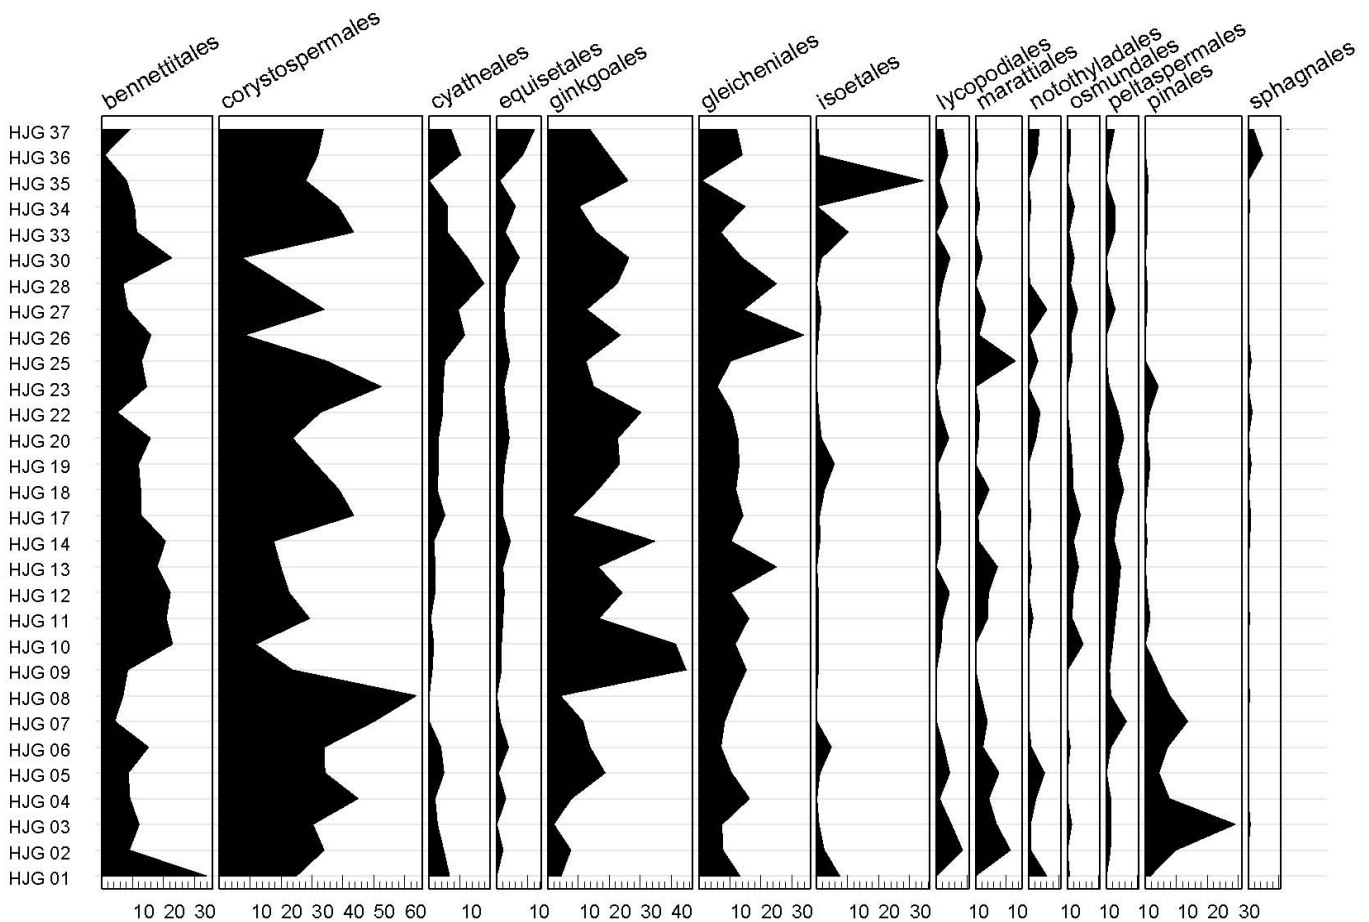 bennettitales corystospermales cyatheales equisetales ginkgoales gleicheniales isoetales lycopodiales marattiales notothyladales osmundales peltaspermales pinales sphagnales
HJG 37
HJG 36
HJG 35
HJG 34
HJG 33
HJG 30
HJG 28
HJG 27
HJG 26
HJG 25
HJG 23
HJG 22
HJG 20
HJG 19
HJG 18
HJG 17
HJG 14
HJG 13
HJG 12
HJG 11
HJG 10
HJG 09
HJG 08
HJG 07
HJG 06
HJG 05
HJG 04
HJG 03
HJG 02
HJG 01
10 20 30 10 20 30 40 50 60 10 10 10 20 30 40 10 20 30 10 20 30 10 10 10 10 10 10 20 30 10